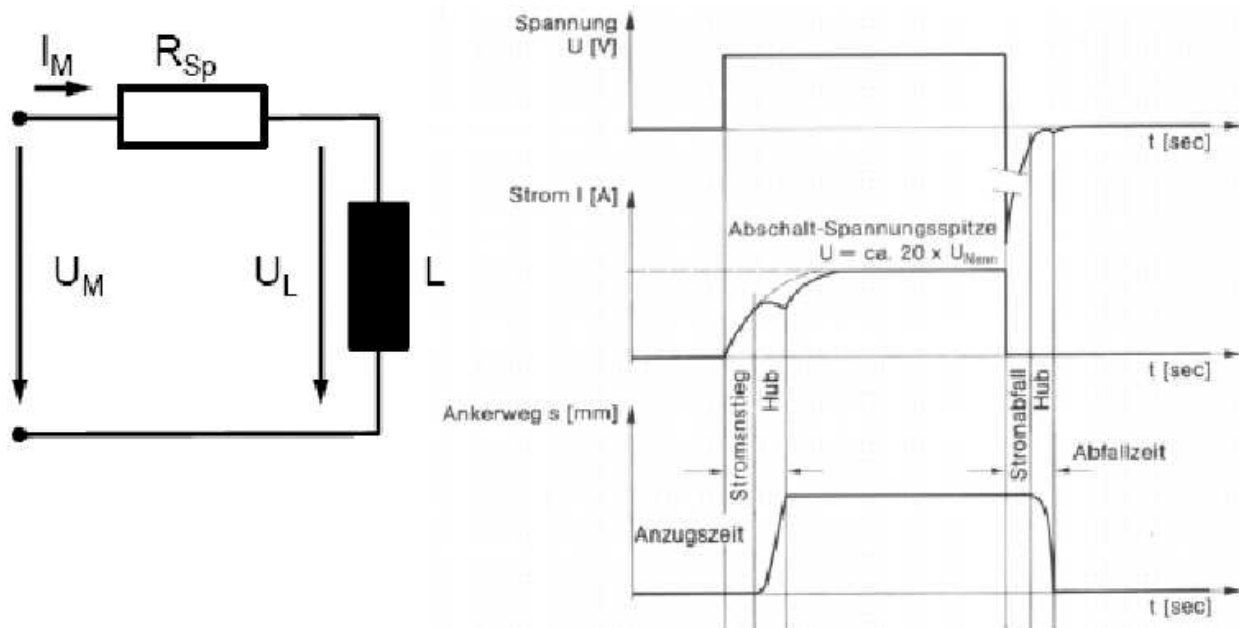 I_M
R_Sp
U_M
U_L
L
Spannung
U [V]
t [sec]
Strom I [A]
Abschalt-Spannungsspitze
U = ca. 20 x U_Nenn
t [sec]
Stromanstieg
Hub
Stromabfall
Hub
Ankerweg s [mm]
Abfallzeit
Anzugszeit
t [sec]